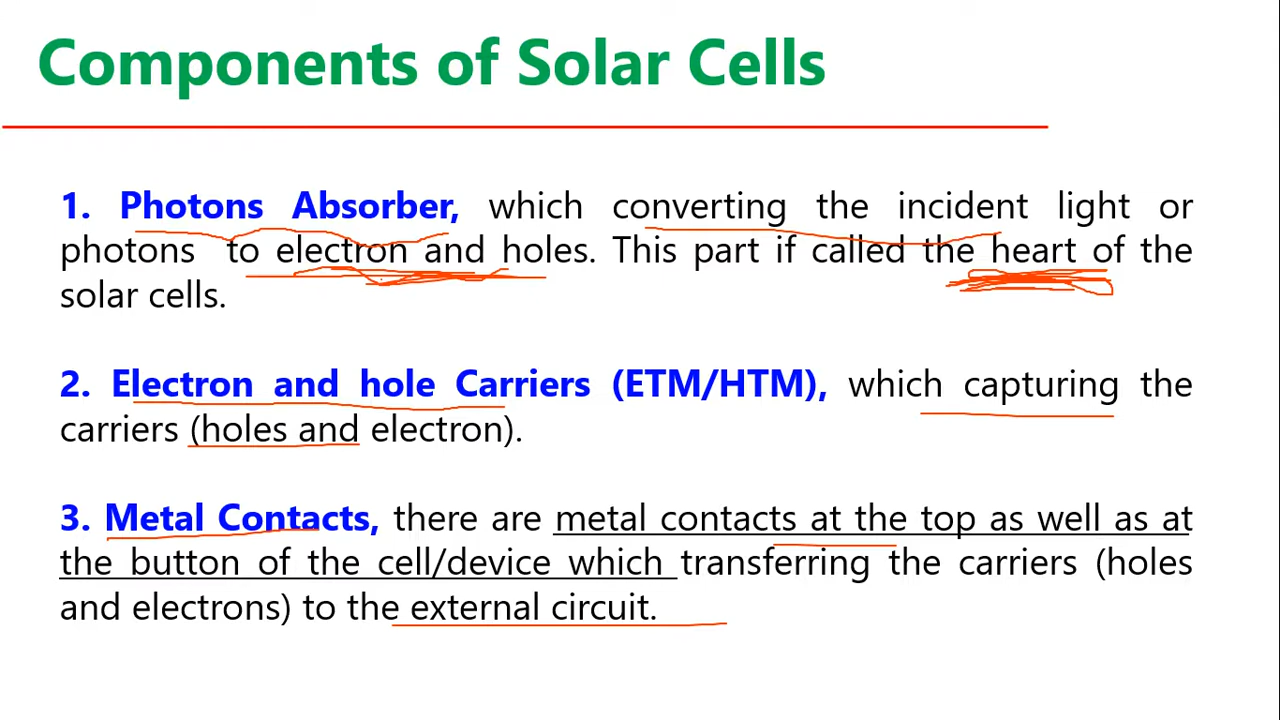 Components of Solar Cells
1. Photons Absorber, which converting the incident light or
photons to electron and holes. This part if called the heart of the
solar cells.
2. Electron and hole Carriers (ETM/HTM), which capturing the
carriers (holes and electron).
3. Metal Contacts, there are metal contacts at the top as well as at
the button of the cell/device which transferring the carriers (holes
and electrons) to the external circuit.